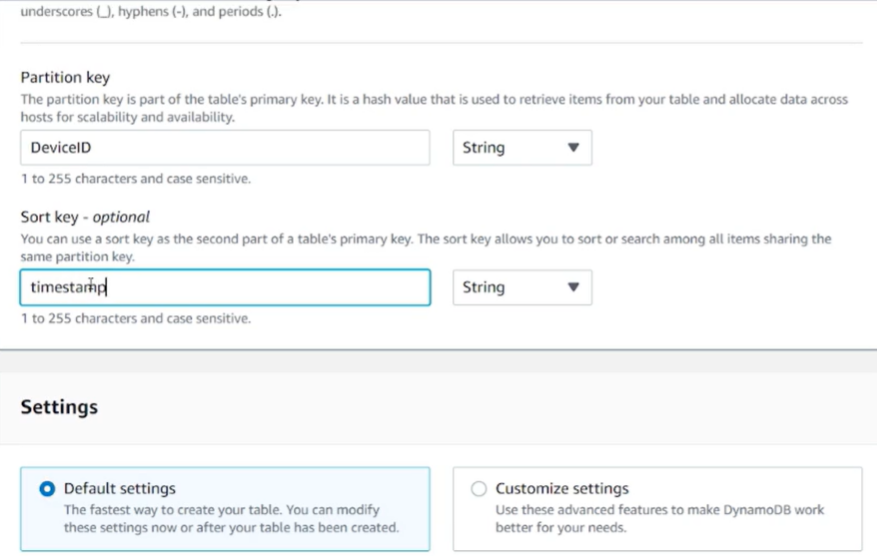 underscores (_), hyphens (-), and periods (.).
Partition key
The partition key is part of the table's primary key. It is a hash value that is used to retrieve items from your table and allocate data across
hosts for scalability and availability.
DeviceID
String
1 to 255 characters and case sensitive.
Sort key - optional
You can use a sort key as the second part of a table's primary key. The sort key allows you to sort or search among all items sharing the
same partition key.
timestamp
String
1 to 255 characters and case sensitive.
Settings
Default settings
The fastest way to create your table. You can modify
these settings now or after your table has been created.
Customize settings
Use these advanced features to make DynamoDB work
better for your needs.